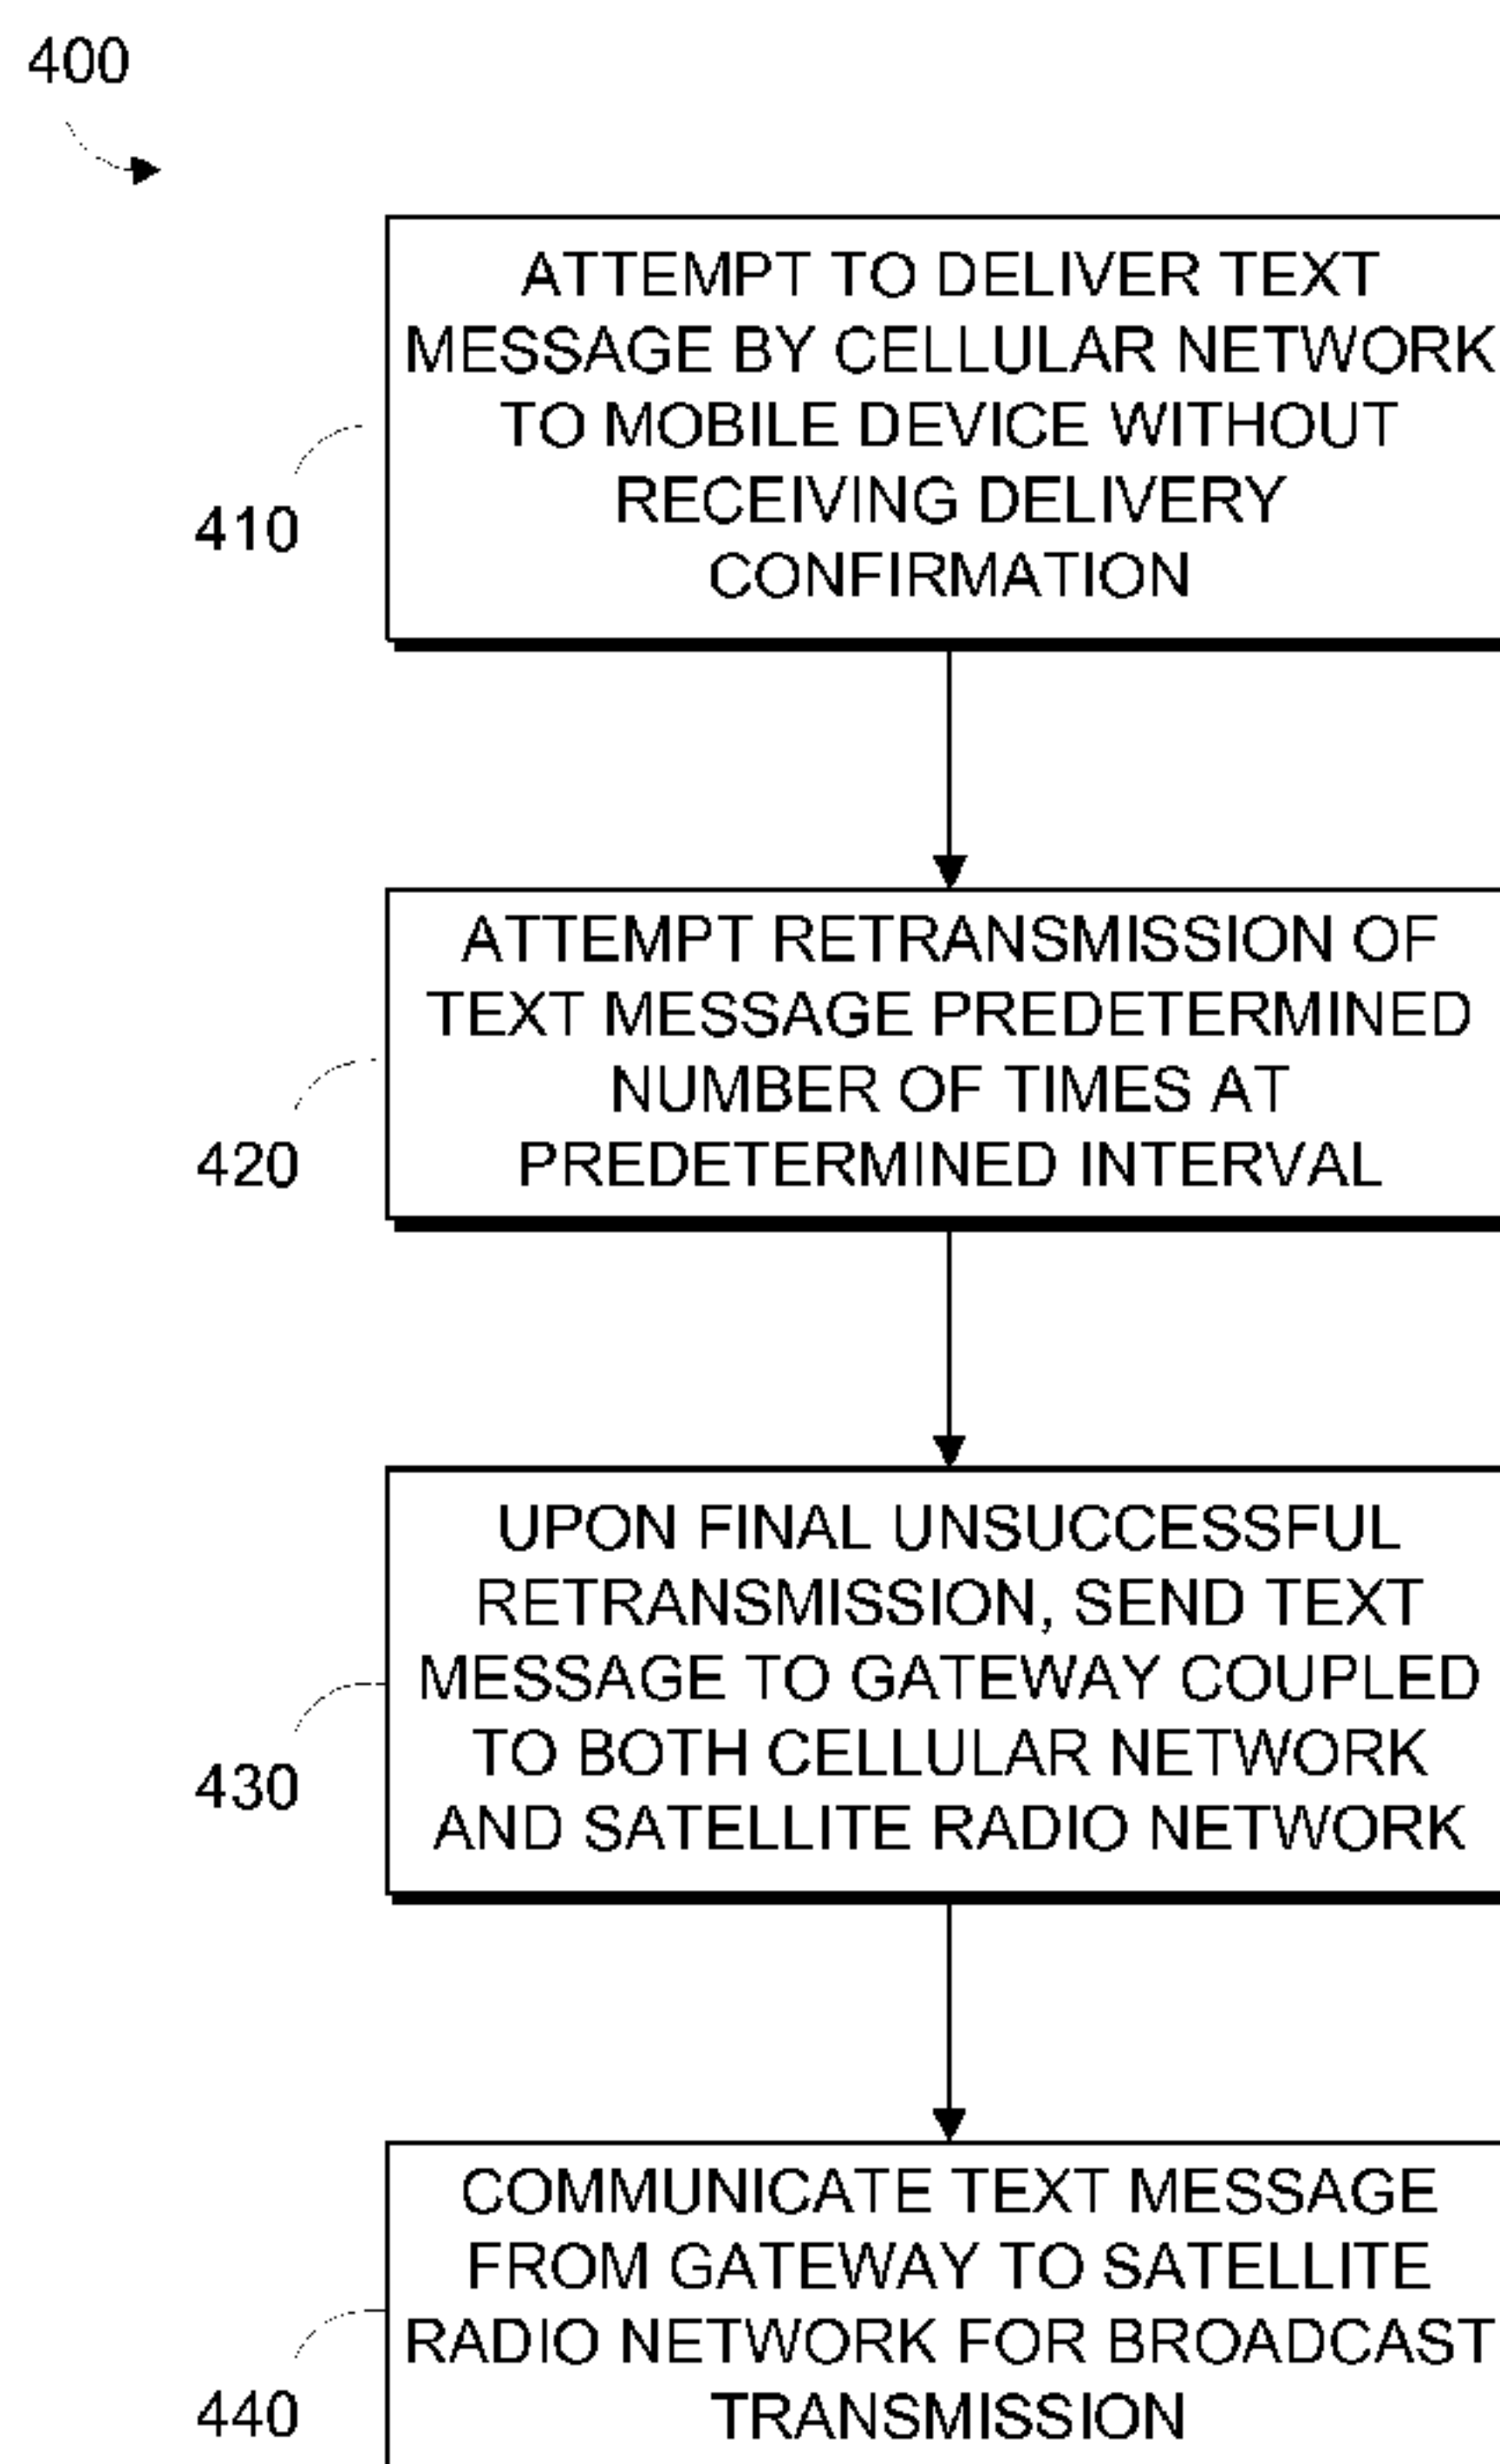 400
ATTEMPT TO DELIVER TEXT
MESSAGE BY CELLULAR NETWORK
TO MOBILE DEVICE WITHOUT
RECEIVING DELIVERY
CONFIRMATION
410
ATTEMPT RETRANSMISSION OF
TEXT MESSAGE PREDETERMINED
NUMBER OF TIMES AT
PREDETERMINED INTERVAL
420
UPON FINAL UNSUCCESSFUL
RETRANSMISSION, SEND TEXT
MESSAGE TO GATEWAY COUPLED
TO BOTH CELLULAR NETWORK
AND SATELLITE RADIO NETWORK
430
COMMUNICATE TEXT MESSAGE
FROM GATEWAY TO SATELLITE
RADIO NETWORK FOR BROADCAST
TRANSMISSION
440